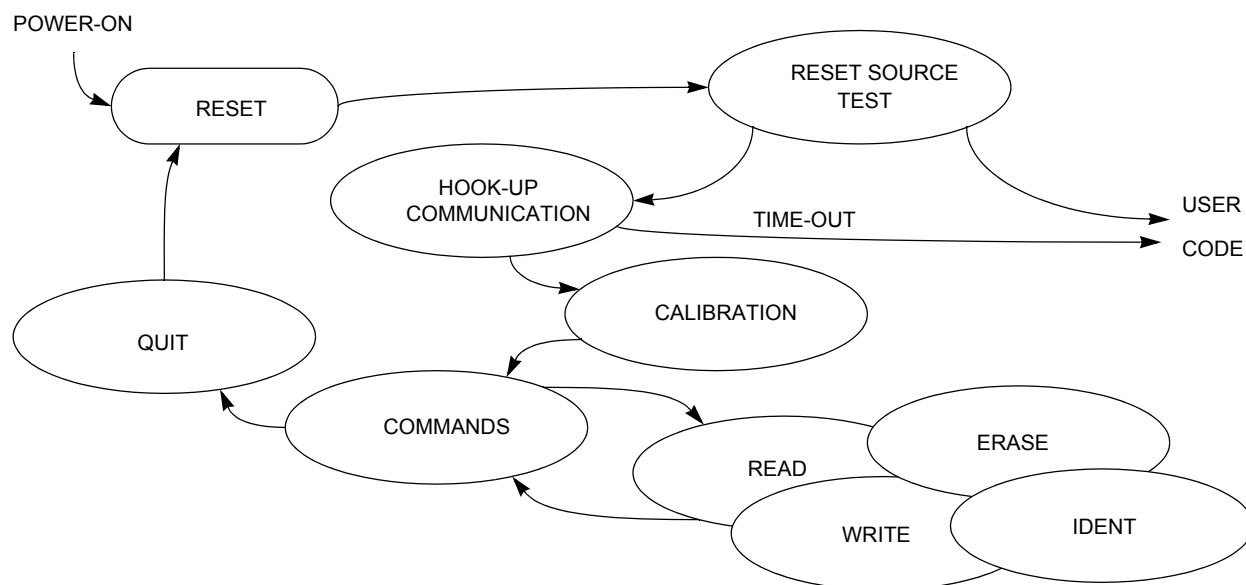 POWER-ON
RESET
RESET SOURCE
TEST
HOOK-UP
COMMUNICATION
TIME-OUT
USER
CODE
CALIBRATION
QUIT
COMMANDS
READ
ERASE
WRITE
IDENT